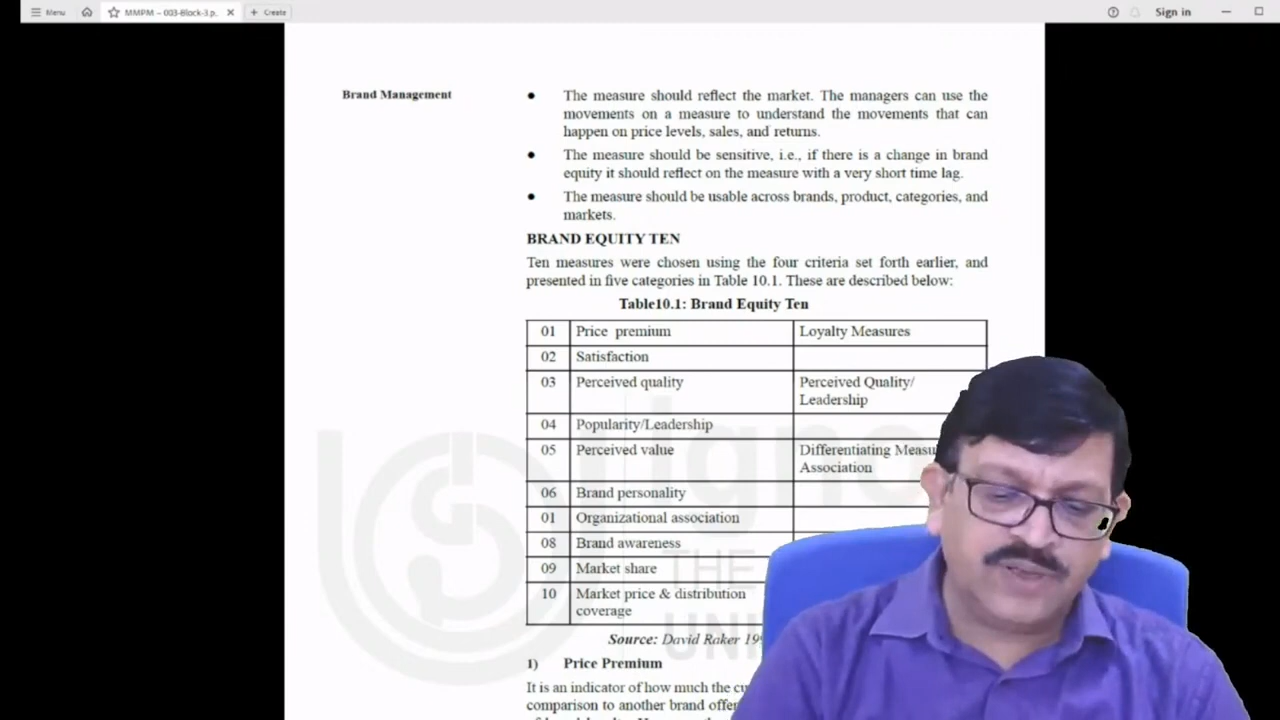 Menu
MMPM – 003-Block-3.p...
Create
Sign in
Brand Management
• The measure should reflect the market. The managers can use the
movements on a measure to understand the movements that can
happen on price levels, sales, and returns.
• The measure should be sensitive, i.e., if there is a change in brand
equity it should reflect on the measure with a very short time lag.
• The measure should be usable across brands, product, categories, and
markets.
BRAND EQUITY TEN
Ten measures were chosen using the four criteria set forth earlier, and
presented in five categories in Table 10.1. These are described below:
Table10.1: Brand Equity Ten
01 Price premium Loyalty Measures
02 Satisfaction
03 Perceived quality Perceived Quality/
Leadership
04 Popularity/Leadership
05 Perceived value Differentiating Measu
Association
06 Brand personality
01 Organizational association
08 Brand awareness
09 Market share
10 Market price & distribution
coverage
Source: David Raker 19
1) Price Premium
It is an indicator of how much the cu
comparison to another brand offer
ignou
THE
UNI